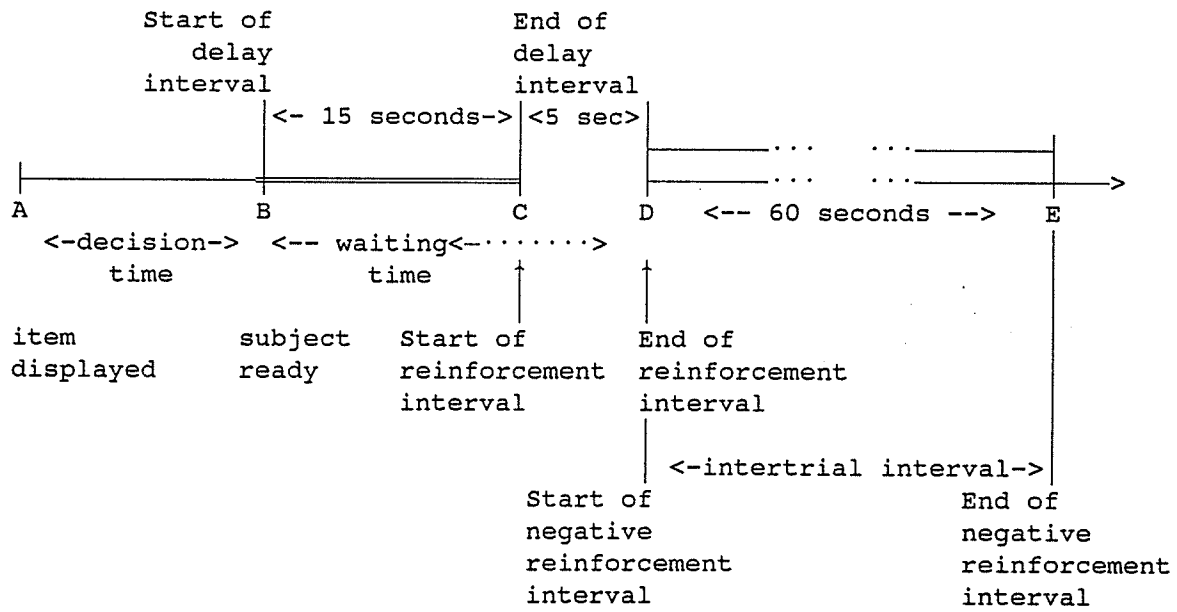 Start of
delay
interval
End of
delay
interval
<- 15 seconds-> <5 sec>
... ...
... ...
A B C D <-- 60 seconds --> E
<-decision-> <-- waiting<-.......>
time time
item
displayed
subject
ready
Start of
reinforcement
interval
End of
reinforcement
interval
<-intertrial interval->
Start of
negative
reinforcement
interval
End of
negative
reinforcement
interval